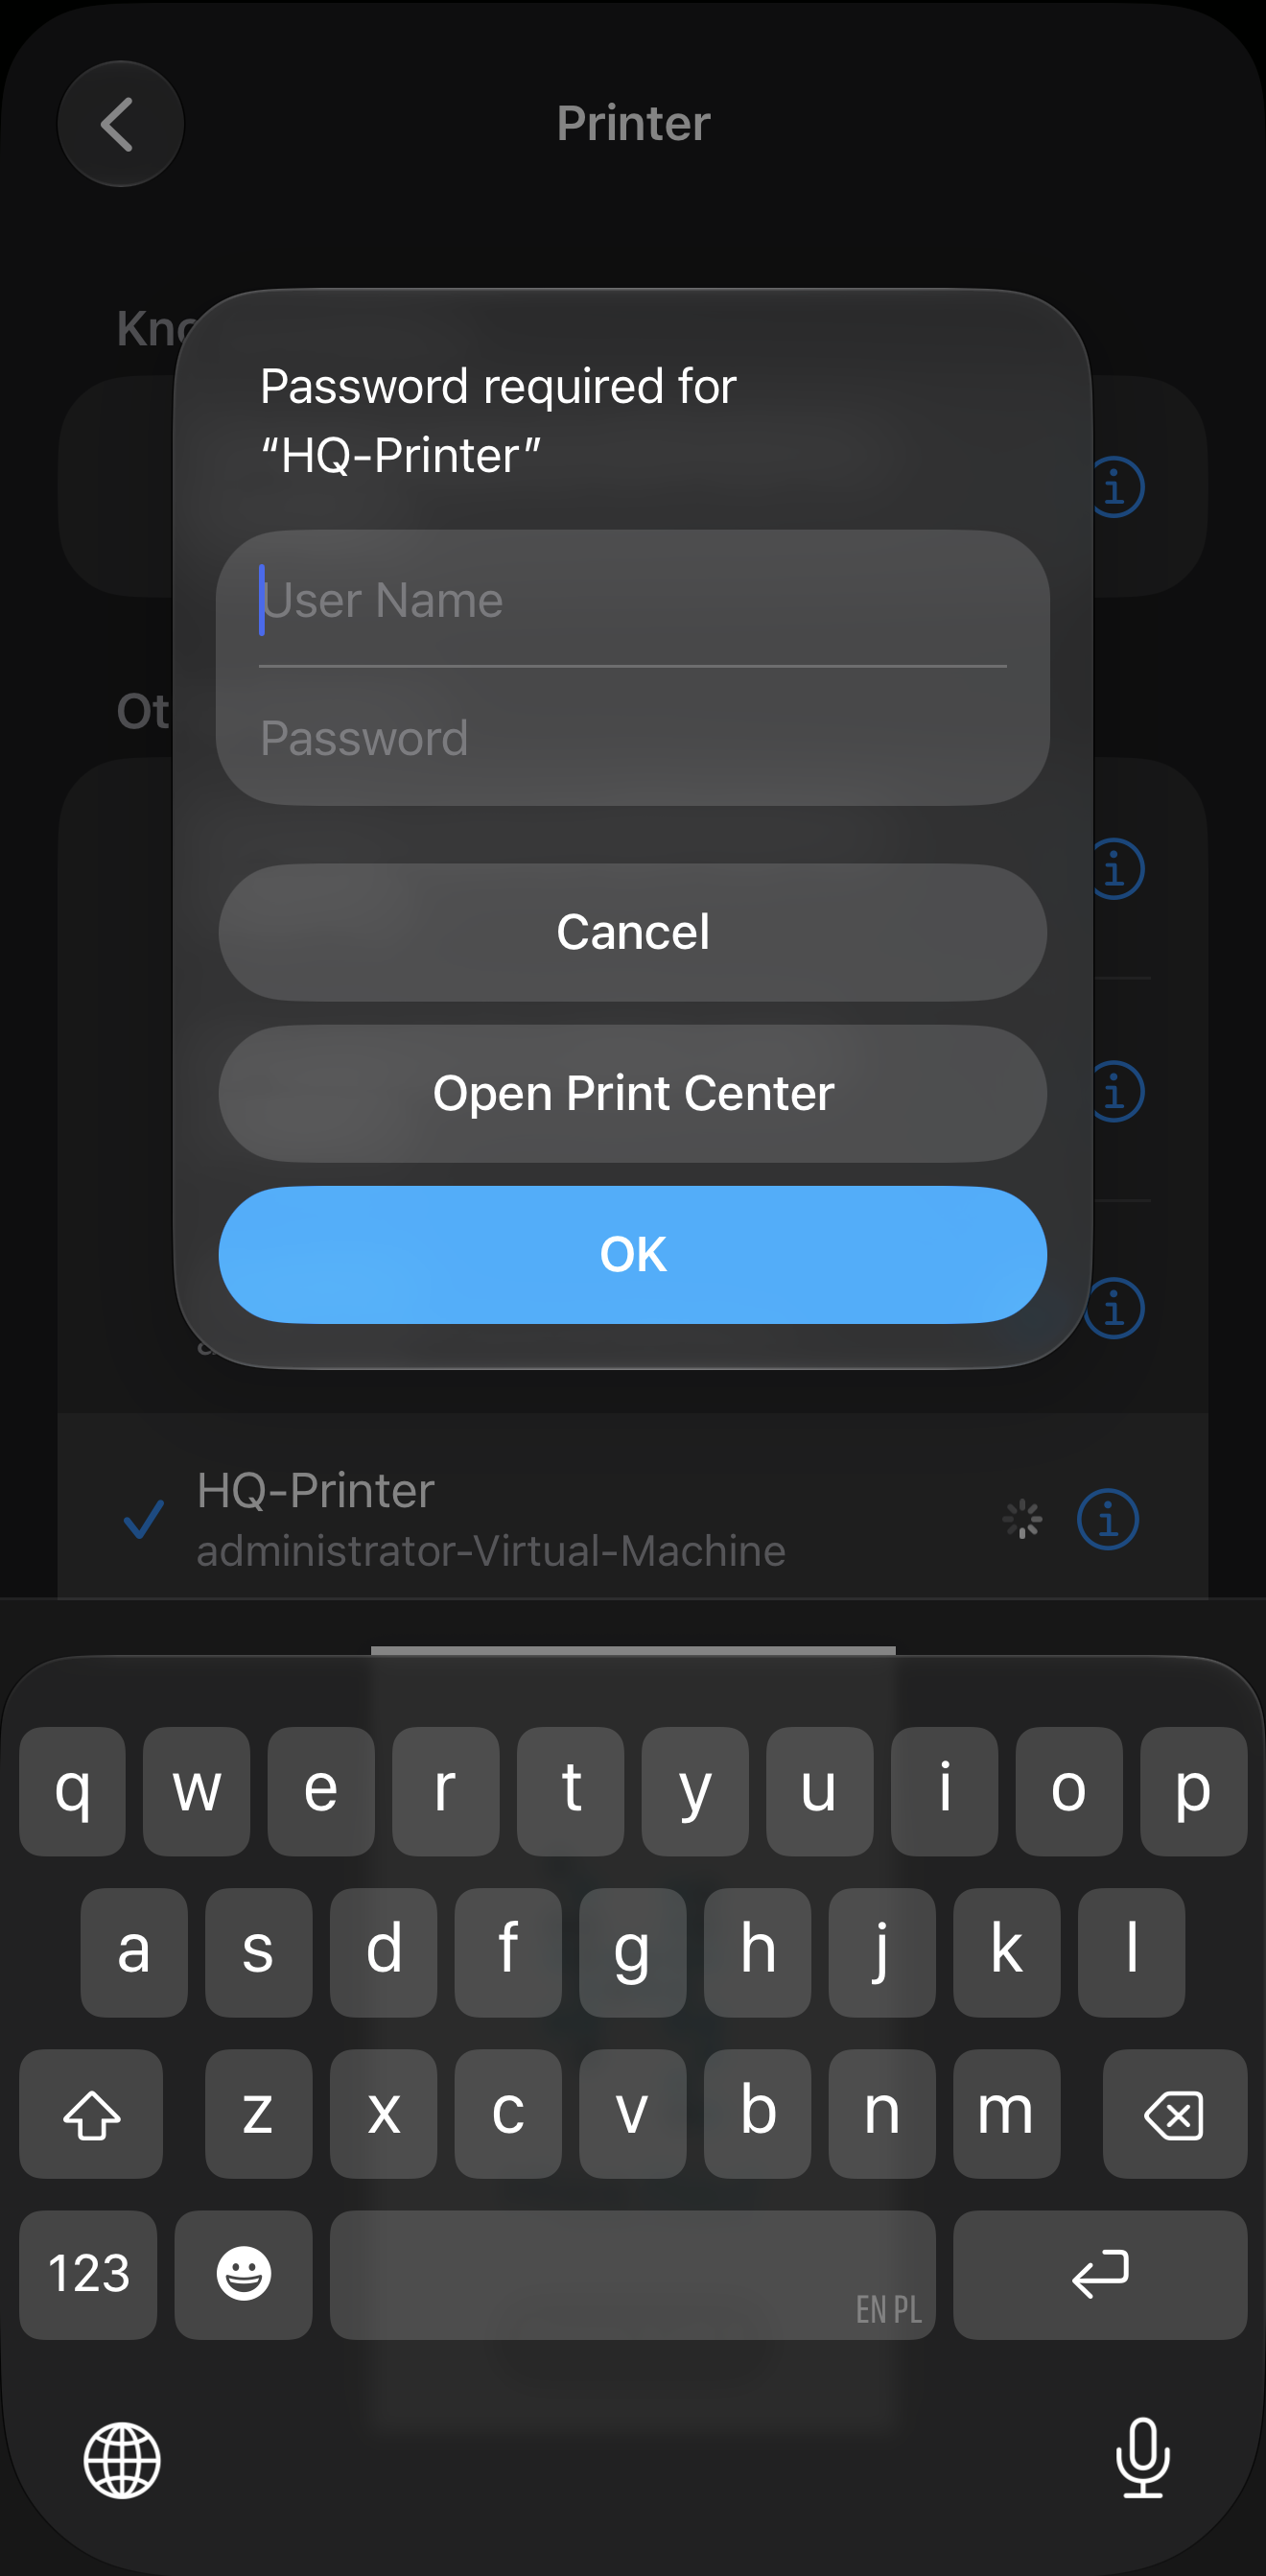 Printer
Password required for
“HQ-Printer”
User Name
Password
Cancel
Open Print Center
OK
HQ-Printer
administrator-Virtual-Machine
q w e r t y u i o p
a s d f g h j k l
z x c v b n m
123
EN PL